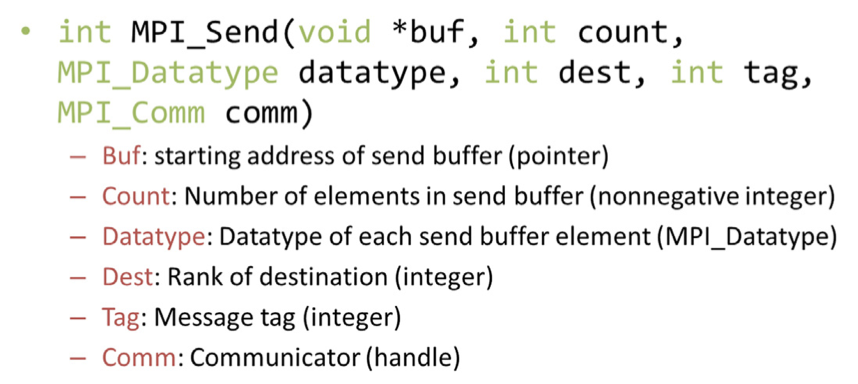 • int MPI_Send(void *buf, int count,
MPI_Datatype datatype, int dest, int tag,
MPI_Comm comm)
– Buf: starting address of send buffer (pointer)
– Count: Number of elements in send buffer (nonnegative integer)
– Datatype: Datatype of each send buffer element (MPI_Datatype)
– Dest: Rank of destination (integer)
– Tag: Message tag (integer)
– Comm: Communicator (handle)